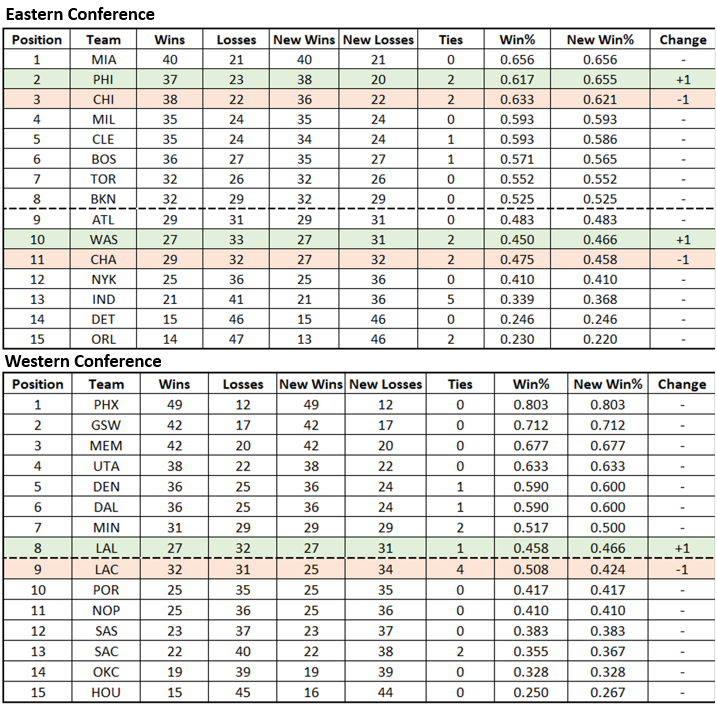 Eastern Conference
Position Team Wins Losses New Wins New Losses Ties Win% New Win% Change
1 MIA 40 21 40 21 0 0.656 0.656 -
2 PHI 37 23 38 20 2 0.617 0.655 +1
3 CHI 38 22 36 22 2 0.633 0.621 -1
4 MIL 35 24 35 24 0 0.593 0.593 -
5 CLE 35 24 34 24 1 0.593 0.586 -
6 BOS 36 27 35 27 1 0.571 0.565 -
7 TOR 32 26 32 26 0 0.552 0.552 -
8 BKN 32 29 32 29 0 0.525 0.525 -
9 ATL 29 31 29 31 0 0.483 0.483 -
10 WAS 27 33 27 31 2 0.450 0.466 +1
11 CHA 29 32 27 32 2 0.475 0.458 -1
12 NYK 25 36 25 36 0 0.410 0.410 -
13 IND 21 41 21 36 5 0.339 0.368 -
14 DET 15 46 15 46 0 0.246 0.246 -
15 ORL 14 47 13 46 2 0.230 0.220 -
Western Conference
Position Team Wins Losses New Wins New Losses Ties Win% New Win% Change
1 PHX 49 12 49 12 0 0.803 0.803 -
2 GSW 42 17 42 17 0 0.712 0.712 -
3 MEM 42 20 42 20 0 0.677 0.677 -
4 UTA 38 22 38 22 0 0.633 0.633 -
5 DEN 36 25 36 24 1 0.590 0.600 -
6 DAL 36 25 36 24 1 0.590 0.600 -
7 MIN 31 29 29 29 2 0.517 0.500 -
8 LAL 27 32 27 31 1 0.458 0.466 +1
9 LAC 32 31 25 34 4 0.508 0.424 -1
10 POR 25 35 25 35 0 0.417 0.417 -
11 NOP 25 36 25 36 0 0.410 0.410 -
12 SAS 23 37 23 37 0 0.383 0.383 -
13 SAC 22 40 22 38 2 0.355 0.367 -
14 OKC 19 39 19 39 0 0.328 0.328 -
15 HOU 15 45 16 44 0 0.250 0.267 -